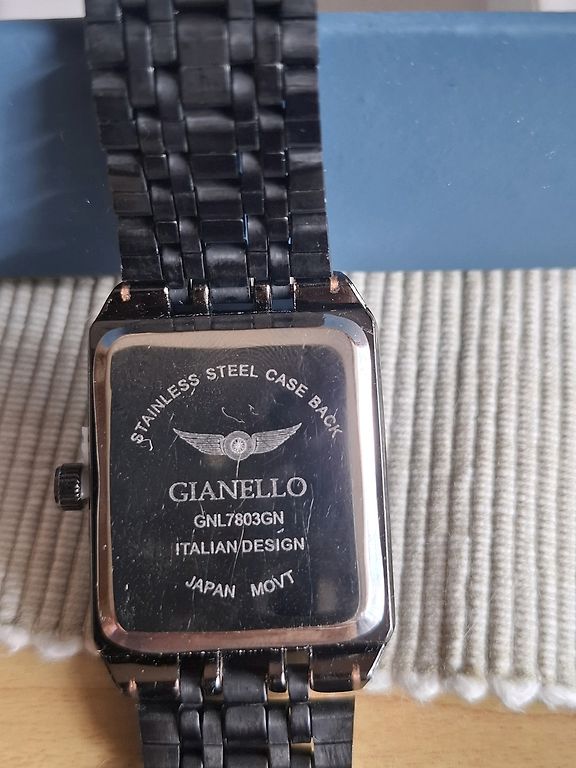 STAINLESS STEEL CASE BACK
GIANELLO
GNL7803GN
ITALIAN DESIGN
JAPAN MOVT